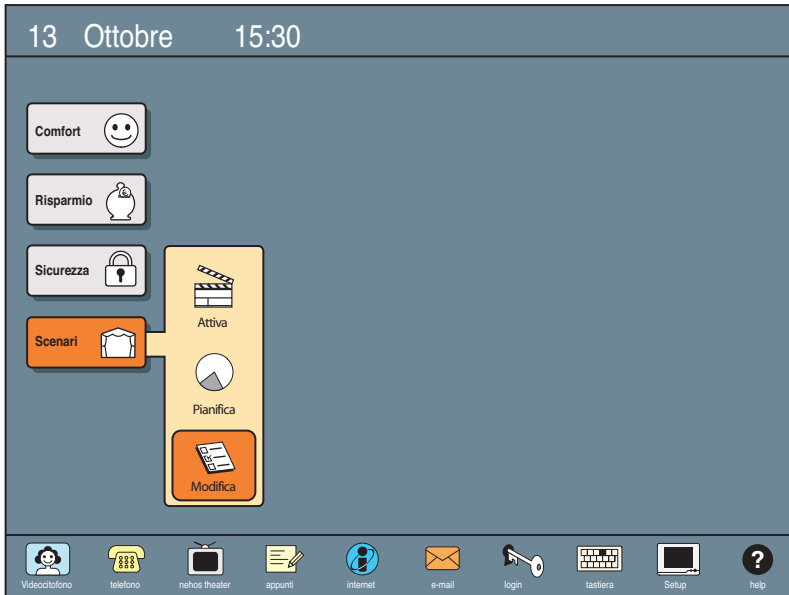 13 Ottobre 15:30
Comfort
Risparmio
Sicurezza
Scenari
Attiva
Pianifica
Modifica
Videocitofono telefono nehos theater appunti internet e-mail login tastiera Setup help